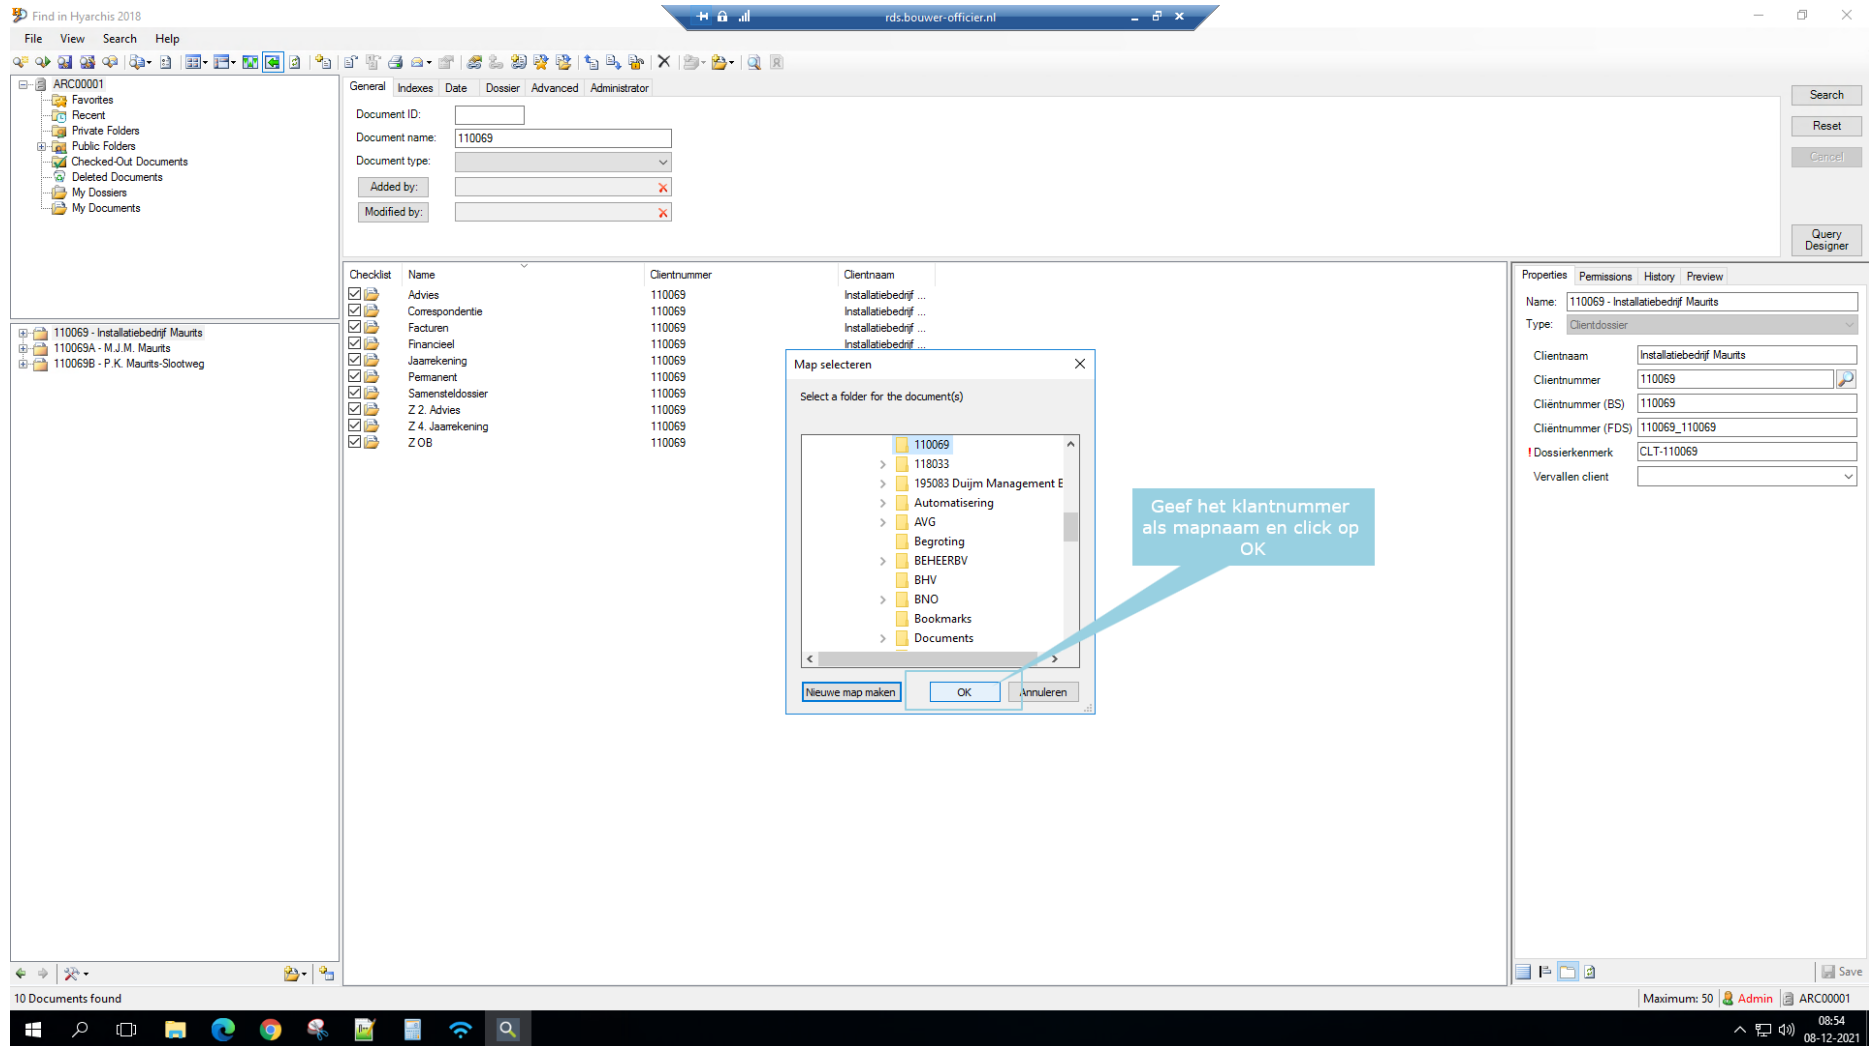 Find in Hyarchis 2018
rds.bouwer-officier.nl
File View Search Help
ARC00001
Favorites
Recent
Private Folders
Public Folders
Checked-Out Documents
Deleted Documents
My Dossiers
My Documents
General Indexes Date Dossier Advanced Administrator
Document ID:
Document name: 110069
Document type:
Added by:
Modified by:
Search
Reset
Cancel
Query
Designer
110069 - Installatiebedrijf Maurits
110069A - M.J.M. Maurits
110069B - P.K. Maurits-Slootweg
Checklist Name Clientnummer Clientnaam
Advies 110069 Installatiebedrijf ...
Correspondentie 110069 Installatiebedrijf ...
Facturen 110069 Installatiebedrijf ...
Financieel 110069 Installatiebedrijf ...
Jaarrekening 110069
Permanent 110069
Samensteldossier 110069
Z 2. Advies 110069
Z 4. Jaarrekening 110069
Z OB 110069
Map selecteren
Select a folder for the document(s)
110069
118033
195083 Duijm Management B
Automatisering
AVG
Begroting
BEHEERBV
BHV
BNO
Bookmarks
Documents
Nieuwe map maken OK Annuleren
Geef het klantnummer
als mapnaam en click op
OK
Properties Permissions History Preview
Name: 110069 - Installatiebedrijf Maurits
Type: Clientdossier
Clientnaam Installatiebedrijf Maurits
Clientnummer 110069
Cliëntnummer (BS) 110069
Cliëntnummer (FDS) 110069_110069
! Dossierkenmerk CLT-110069
Vervallen client
Save
10 Documents found
Maximum: 50 Admin ARC00001
08:54
08-12-2021